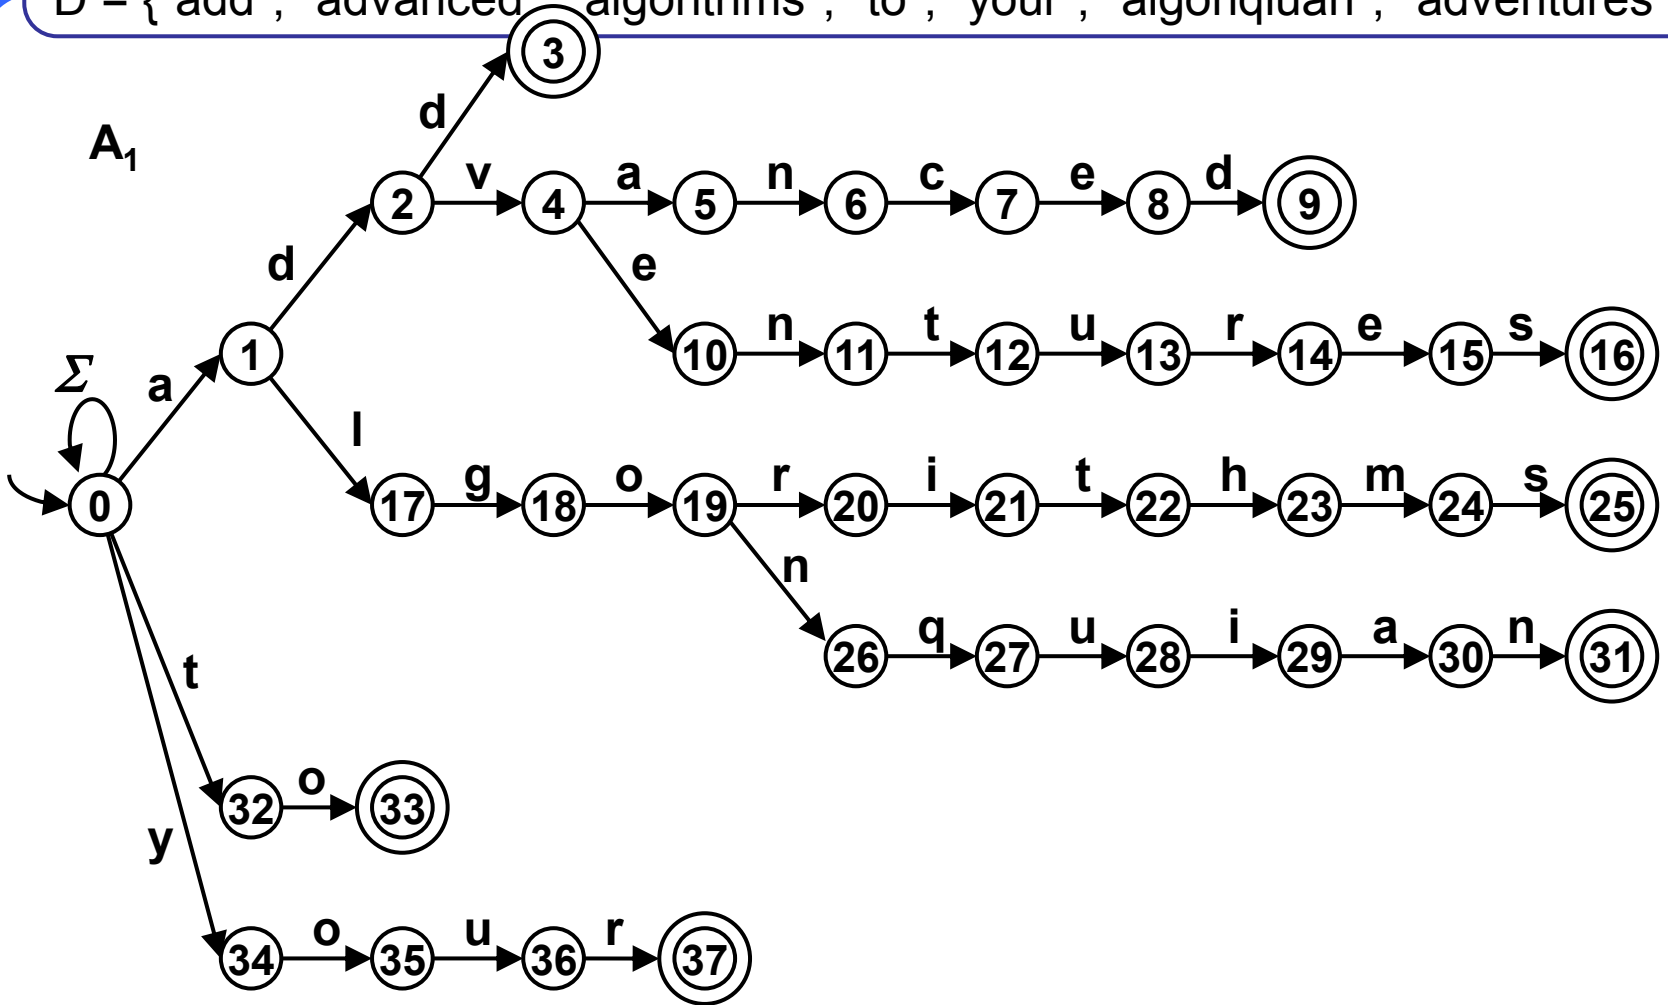 D = { add , advanced algorithms , to , your , algonqiuan , adventures
3
d
A₁
v a n c e d
2 4 5 6 7 8 9
d e
n t u r e s
1 10 11 12 13 14 15 16
Σ a
l
g o r i t h m s
0 17 18 19 20 21 22 23 24 25
n
q u i a n
26 27 28 29 30 31
t
o
32 33
y
o u r
34 35 36 37